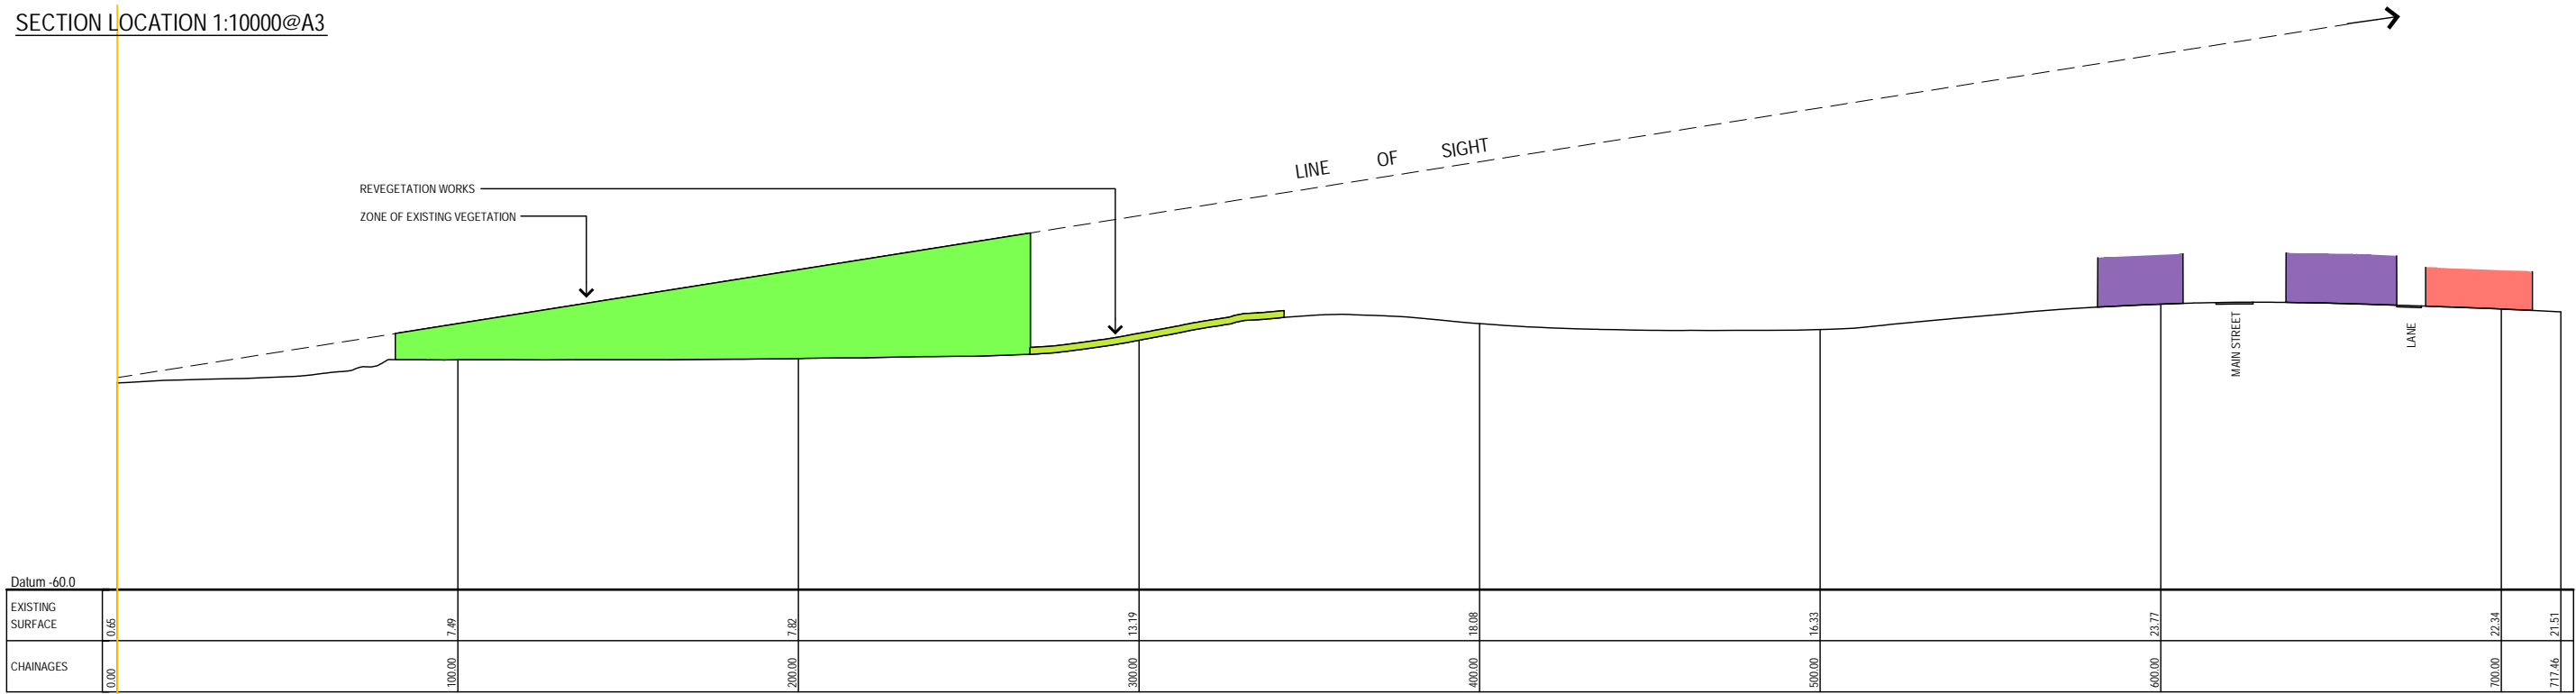 SECTION LOCATION 1:10000@A3
LINE OF SIGHT
REVEGETATION WORKS
ZONE OF EXISTING VEGETATION
MAIN STREET
LANE
Datum -60.0
EXISTING
SURFACE
0.65
7.49
7.82
13.19
18.08
16.33
23.77
22.34
21.51
CHAINAGES
0.00
100.00
200.00
300.00
400.00
500.00
600.00
700.00
717.46